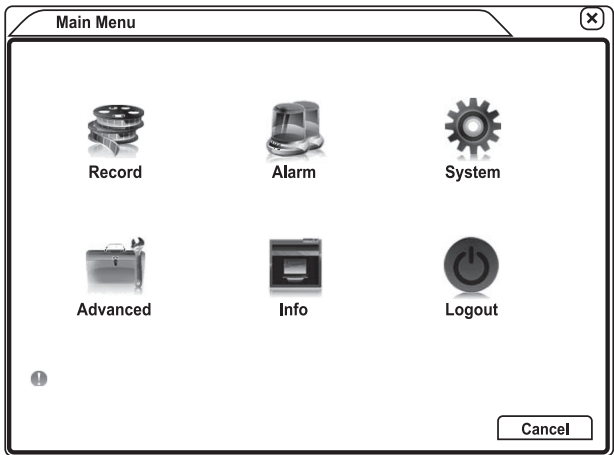 Main Menu
Record
Alarm
System
Advanced
Info
Logout
Cancel